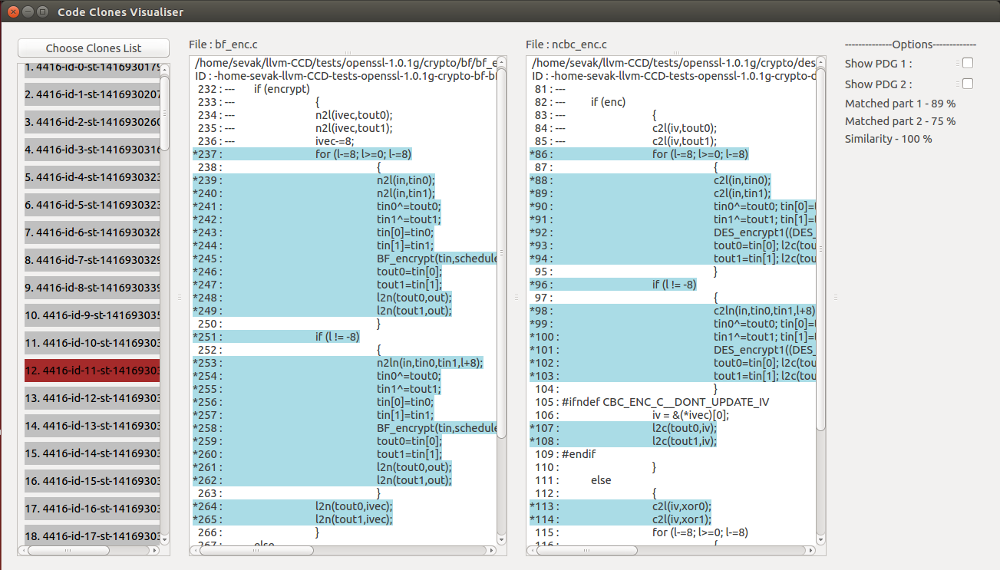 Code Clones Visualiser
Choose Clones List
1. 4416-id-0-st-141693017
2. 4416-id-1-st-1416930207
3. 4416-id-2-st-1416930260
4. 4416-id-3-st-1416930316
5. 4416-id-4-st-1416930323
6. 4416-id-5-st-1416930323
7. 4416-id-6-st-1416930328
8. 4416-id-7-st-1416930329
9. 4416-id-8-st-1416930339
10. 4416-id-9-st-141693035
11. 4416-id-10-st-14169303
12. 4416-id-11-st-14169303
13. 4416-id-12-st-14169303
14. 4416-id-13-st-14169303
15. 4416-id-14-st-14169303
16. 4416-id-15-st-14169303
17. 4416-id-16-st-14169303
18. 4416-id-17-st-14169303
File : bf_enc.c
/home/sevak/llvm-CCD/tests/openssl-1.0.1g/crypto/bf/bf_e
ID : -home-sevak-llvm-CCD-tests-openssl-1.0.1g-crypto-bf-bf
232 : --- if (encrypt)
233 : --- {
234 : --- n2l(ivec,tout0);
235 : --- n2l(ivec,tout1);
236 : --- ivec-=8;
*237 : for (l-=8; l>=0; l-=8)
238 : {
*239 : n2l(in,tin0);
*240 : n2l(in,tin1);
*241 : tin0^=tout0;
*242 : tin1^=tout1;
*243 : tin[0]=tin0;
*244 : tin[1]=tin1;
*245 : BF_encrypt(tin,schedule
*246 : tout0=tin[0];
*247 : tout1=tin[1];
*248 : l2n(tout0,out);
*249 : l2n(tout1,out);
250 : }
*251 : if (l != -8)
252 : {
*253 : n2ln(in,tin0,tin1,l+8);
*254 : tin0^=tout0;
*255 : tin1^=tout1;
*256 : tin[0]=tin0;
*257 : tin[1]=tin1;
*258 : BF_encrypt(tin,schedule
*259 : tout0=tin[0];
*260 : tout1=tin[1];
*261 : l2n(tout0,out);
*262 : l2n(tout1,out);
263 : }
*264 : l2n(tout0,ivec);
*265 : l2n(tout1,ivec);
266 : }
267 : else
File : ncbc_enc.c
/home/sevak/llvm-CCD/tests/openssl-1.0.1g/crypto/des
ID : -home-sevak-llvm-CCD-tests-openssl-1.0.1g-crypto-d
81 : ---
82 : --- if (enc)
83 : --- {
84 : --- c2l(iv,tout0);
85 : --- c2l(iv,tout1);
*86 : for (l-=8; l>=0; l-=8)
87 : {
*88 : c2l(in,tin0);
*89 : c2l(in,tin1);
*90 : tin0^=tout0; tin[0]=t
*91 : tin1^=tout1; tin[1]=t
*92 : DES_encrypt1((DES_
*93 : tout0=tin[0]; l2c(tou
*94 : tout1=tin[1]; l2c(tou
95 : }
*96 : if (l != -8)
97 : {
*98 : c2ln(in,tin0,tin1,l+8)
*99 : tin0^=tout0; tin[0]=t
*100 : tin1^=tout1; tin[1]=t
*101 : DES_encrypt1((DES_
*102 : tout0=tin[0]; l2c(tou
*103 : tout1=tin[1]; l2c(tou
104 : }
105 : #ifndef CBC_ENC_C__DONT_UPDATE_IV
106 : iv = &(*ivec)[0];
*107 : l2c(tout0,iv);
*108 : l2c(tout1,iv);
109 : #endif
110 : }
111 : else
112 : {
*113 : c2l(iv,xor0);
*114 : c2l(iv,xor1);
115 : for (l-=8; l>=0; l-=8)
116 : {
--------------Options-------------
Show PDG 1 :
Show PDG 2 :
Matched part 1 - 89 %
Matched part 2 - 75 %
Similarity - 100 %